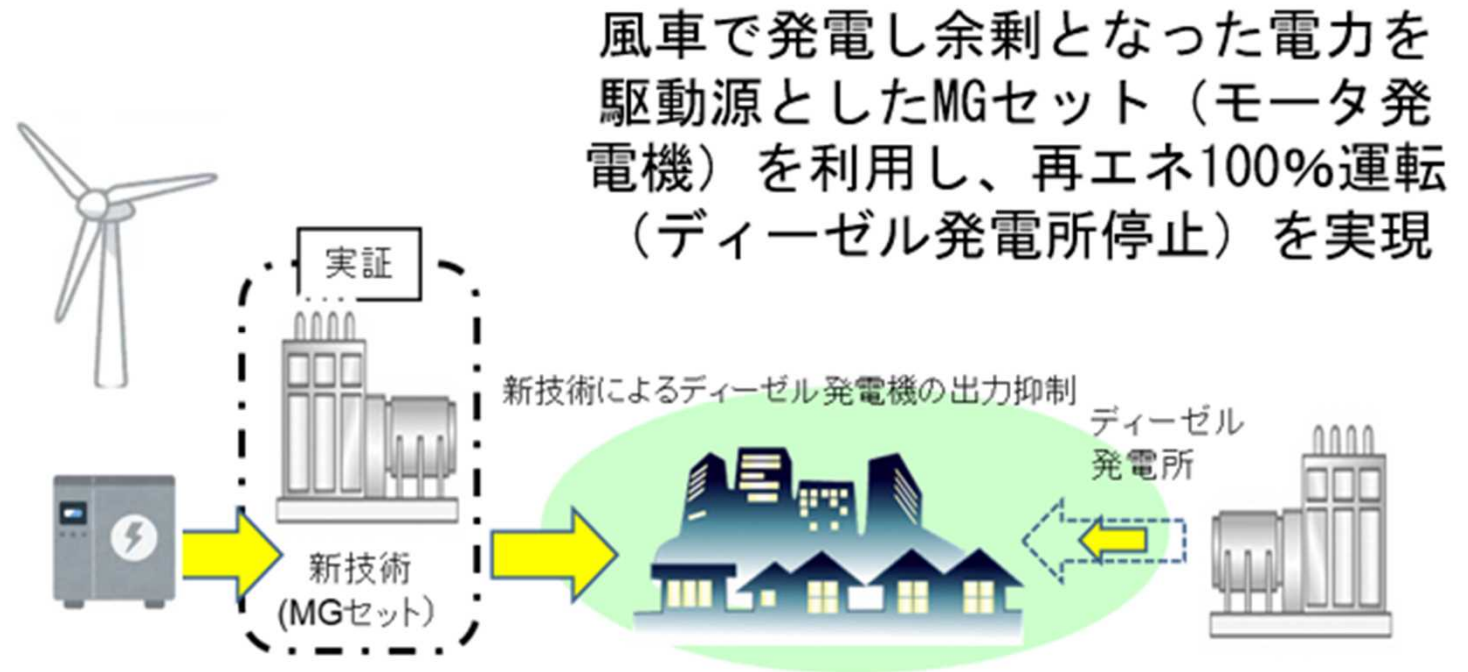 風車で発電し余剰となった電力を
駆動源としたMGセット（モータ発
電機）を利用し、再エネ100%運転
（ディーゼル発電所停止）を実現
実証
新技術によるディーゼル発電機の出力抑制
ディーゼル
発電所
新技術
(MGセット）